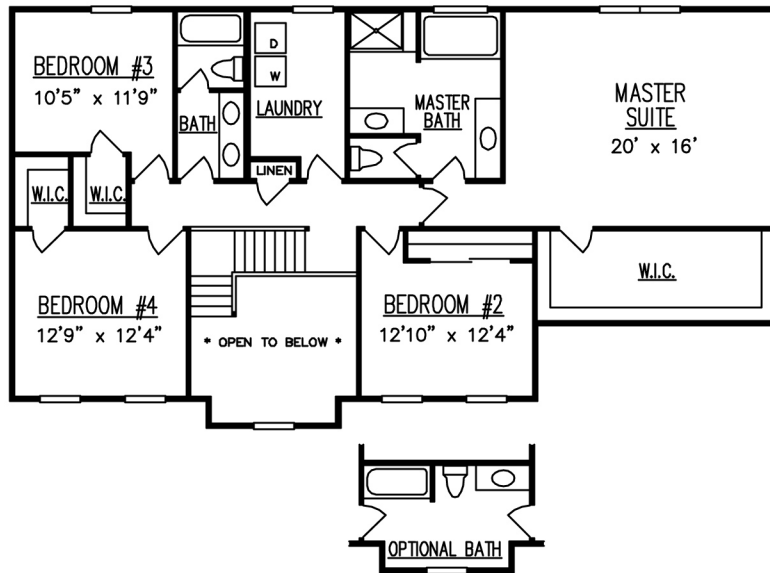 BEDROOM #3
10'5" x 11'9"
BATH
D
W
LAUNDRY
LINEN
MASTER
BATH
MASTER
SUITE
20' x 16'
W.I.C.
W.I.C.
BEDROOM #4
12'9" x 12'4"
* OPEN TO BELOW *
BEDROOM #2
12'10" x 12'4"
W.I.C.
OPTIONAL BATH